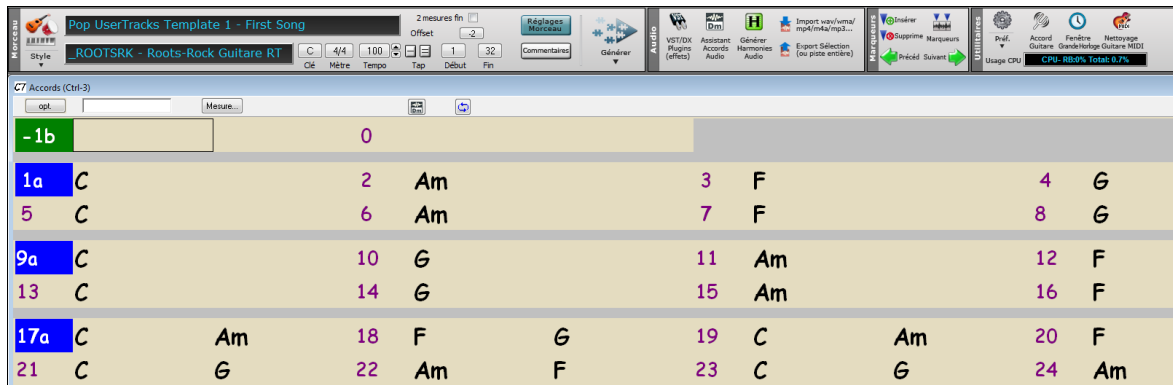 Morceau
Style
Pop UserTracks Template 1 - First Song
_ROOTSRK - Roots-Rock Guitare RT
2 mesures fin
Offset -2
C 4/4 100 1 32
Clé Mètre Tempo Tap Début Fin
Réglages Morceau
Commentaires
Générer
Audio
VST/DX Plugins (effets)
Dm
Assistant Accords Audio
H
Générer Harmonies Audio
Import wav/wma/ mp4/m4a/mp3...
Export Sélection (ou piste entière)
Marqueurs
Insérer
Supprime Marqueurs
Précéd Suivant
Utilitaires
Préf.
Accord Guitare
Fenêtre Grande Horloge
Nettoyage Guitare MIDI
Usage CPU CPU- RB:0% Total: 0.7%
C7 Accords (Ctrl-3)
opt. Mesure... Dm
-1b 0
1a C 2 Am 3 F 4 G
5 C 6 Am 7 F 8 G
9a C 10 G 11 Am 12 F
13 C 14 G 15 Am 16 F
17a C Am 18 F G 19 C Am 20 F
21 C G 22 Am F 23 C G 24 Am